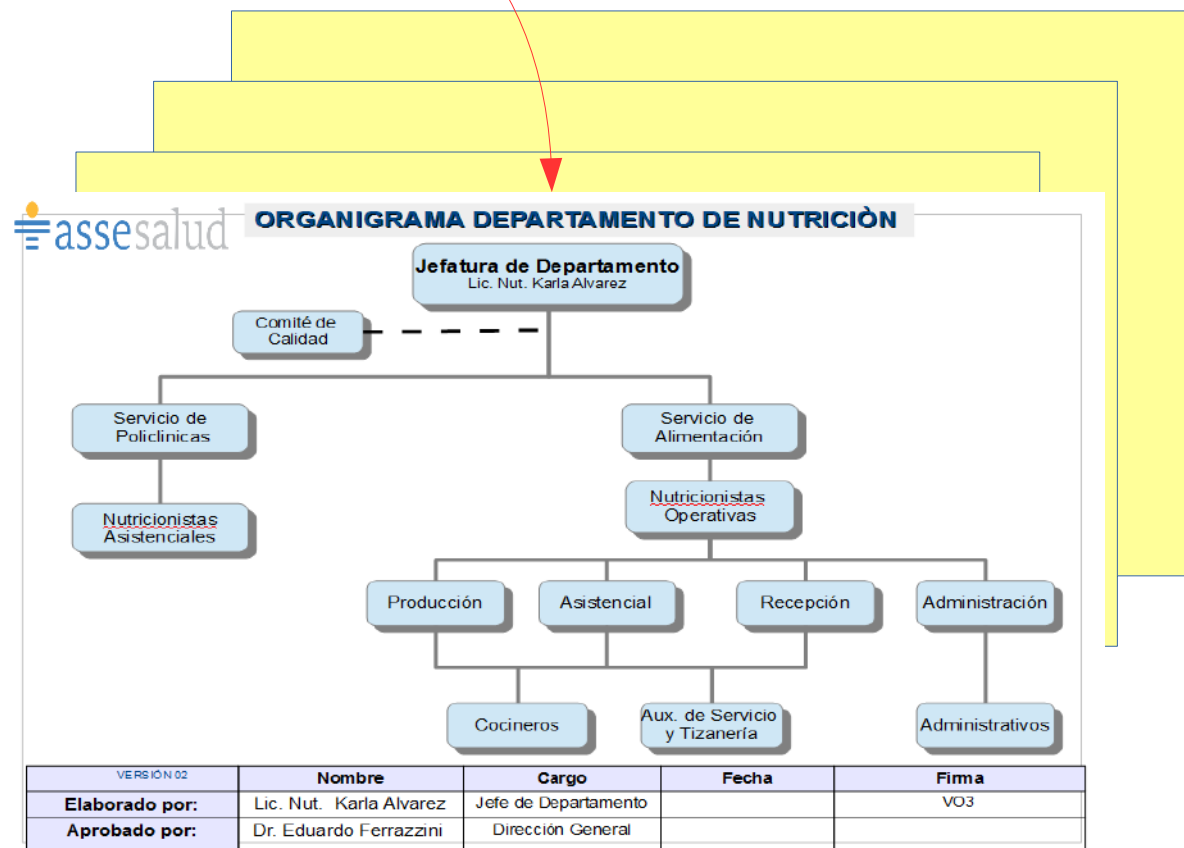 assesalud
ORGANIGRAMA DEPARTAMENTO DE NUTRICIÒN
Jefatura de Departamento
Lic. Nut. Karla Alvarez
Comité de
Calidad
Servicio de
Policlinicas
Servicio de
Alimentación
Nutricionistas
Asistenciales
Nutricionistas
Operativas
Producción
Asistencial
Recepción
Administración
Cocineros
Aux. de Servicio
y Tizanería
Administrativos
VERSIÓN 02 Nombre Cargo Fecha Firma
Elaborado por: Lic. Nut. Karla Alvarez Jefe de Departamento VO3
Aprobado por: Dr. Eduardo Ferrazzini Dirección General